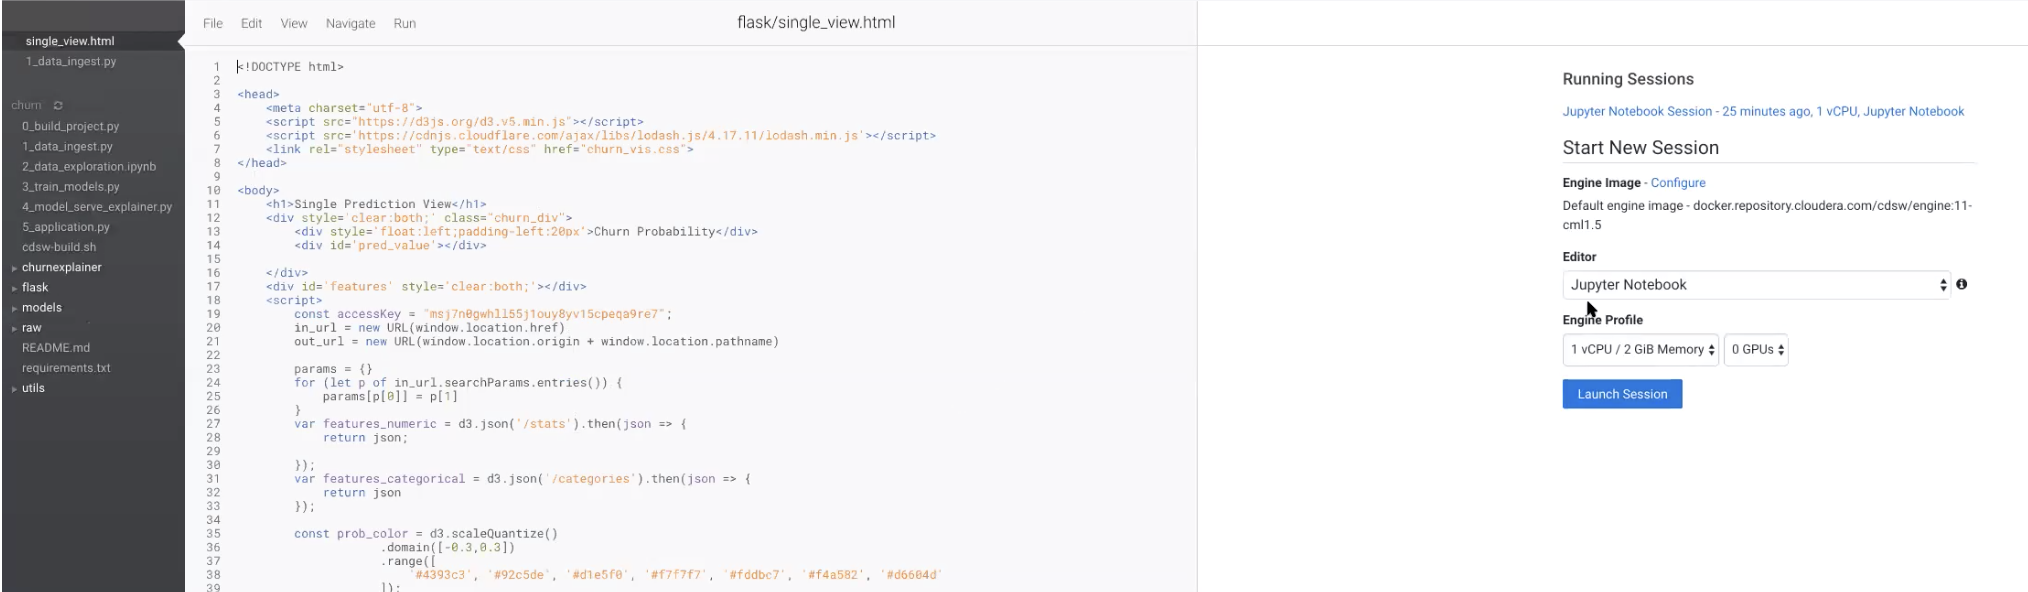 single_view.html
1_data_ingest.py
churn
0_build_project.py
1_data_ingest.py
2_data_exploration.ipynb
3_train_models.py
4_model_serve_explainer.py
5_application.py
cdsw-build.sh
churnexplainer
flask
models
raw
README.md
requirements.txt
utils
File Edit View Navigate Run
flask/single_view.html
1 <!DOCTYPE html>
2
3 <head>
4 <meta charset="utf-8">
5 <script src="https://d3js.org/d3.v5.min.js"></script>
6 <script src='https://cdnjs.cloudflare.com/ajax/libs/lodash.js/4.17.11/lodash.min.js'></script>
7 <link rel="stylesheet" type="text/css" href="churn_vis.css">
8 </head>
9
10 <body>
11 <h1>Single Prediction View</h1>
12 <div style='clear:both;' class="churn_div">
13 <div style='float:left;padding-left:20px'>Churn Probability</div>
14 <div id='pred_value'></div>
15
16 </div>
17 <div id='features' style='clear:both;'></div>
18 <script>
19 const accessKey = "msj7n0gwhll55j1ouy8yv15cpeqa9re7";
20 in_url = new URL(window.location.href)
21 out_url = new URL(window.location.origin + window.location.pathname)
22
23 params = {}
24 for (let p of in_url.searchParams.entries()) {
25 params[p[0]] = p[1]
26 }
27 var features_numeric = d3.json('/stats').then(json => {
28 return json;
29
30 });
31 var features_categorical = d3.json('/categories').then(json => {
32 return json
33 });
34
35 const prob_color = d3.scaleQuantize()
36 .domain([-0.3,0.3])
37 .range([
38 '#4393c3', '#92c5de', '#d1e5f0', '#f7f7f7', '#fddbc7', '#f4a582', '#d6604d'
39 ]);
Running Sessions
Jupyter Notebook Session - 25 minutes ago, 1 vCPU, Jupyter Notebook
Start New Session
Engine Image - Configure
Default engine image - docker.repository.cloudera.com/cdsw/engine:11-
cml1.5
Editor
Jupyter Notebook
Engine Profile
1 vCPU / 2 GiB Memory 0 GPUs
Launch Session